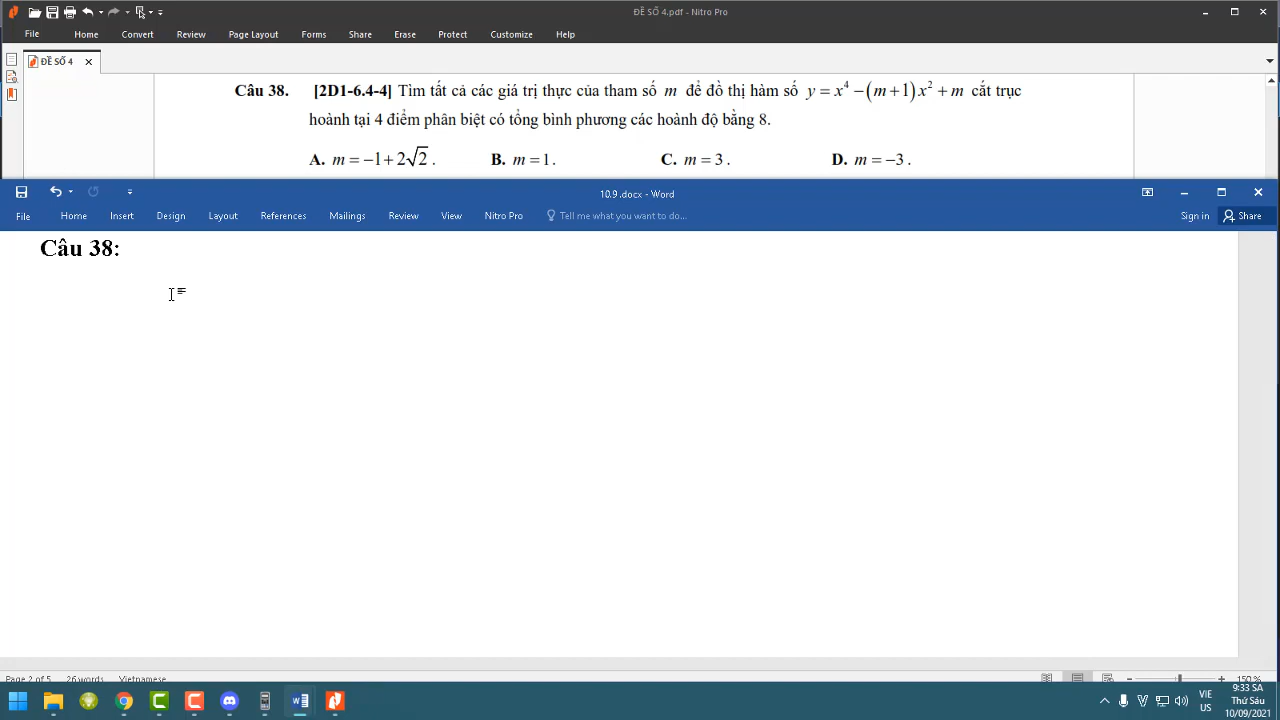 ĐỀ SỐ 4.pdf - Nitro Pro
File Home Convert Review Page Layout Forms Share Erase Protect Customize Help
ĐỀ SỐ 4
Câu 38. [2D1-6.4-4] Tìm tất cả các giá trị thực của tham số m để đồ thị hàm số y = x⁴ − (m + 1)x² + m cắt trục
hoành tại 4 điểm phân biệt có tổng bình phương các hoành độ bằng 8.
A. m = −1 + 2√2. B. m = 1. C. m = 3. D. m = −3.
10.9 .docx - Word
File Home Insert Design Layout References Mailings Review View Nitro Pro Tell me what you want to do... Sign in Share
Câu 38:
Page 2 of 5 26 words Vietnamese 150 %
9:33 SA
VIE Thứ Sáu
US 10/09/2021